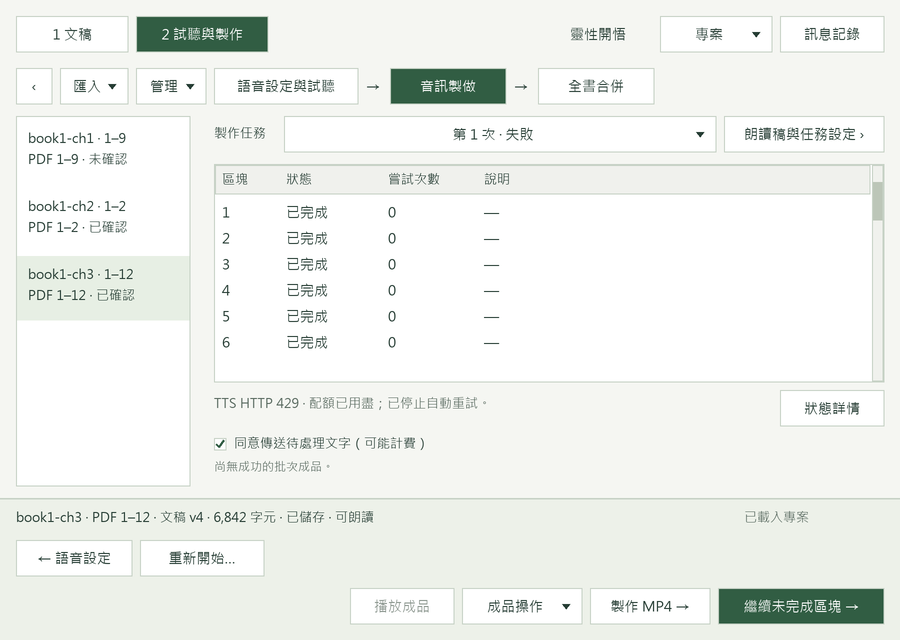 1 文稿
2 試聽與製作
靈性開悟
專案 ▼
訊息記錄
‹
匯入 ▼
管理 ▼
語音設定與試聽
→
音訊製做
→
全書合併
book1-ch1 · 1–9
PDF 1–9 · 未確認
book1-ch2 · 1–2
PDF 1–2 · 已確認
book1-ch3 · 1–12
PDF 1–12 · 已確認
製作任務
第 1 次 · 失敗 ▼
朗讀稿與任務設定 ›
區塊 狀態 嘗試次數 說明
1 已完成 0 —
2 已完成 0 —
3 已完成 0 —
4 已完成 0 —
5 已完成 0 —
6 已完成 0 —
TTS HTTP 429 · 配額已用盡；已停止自動重試。
狀態詳情
同意傳送待處理文字 ( 可能計費 )
尚無成功的批次成品。
book1-ch3 · PDF 1–12 · 文稿 v4 · 6,842 字元 · 已儲存 · 可朗讀
已載入專案
← 語音設定
重新開始...
播放成品
成品操作 ▼
製作 MP4 →
繼續未完成區塊 →